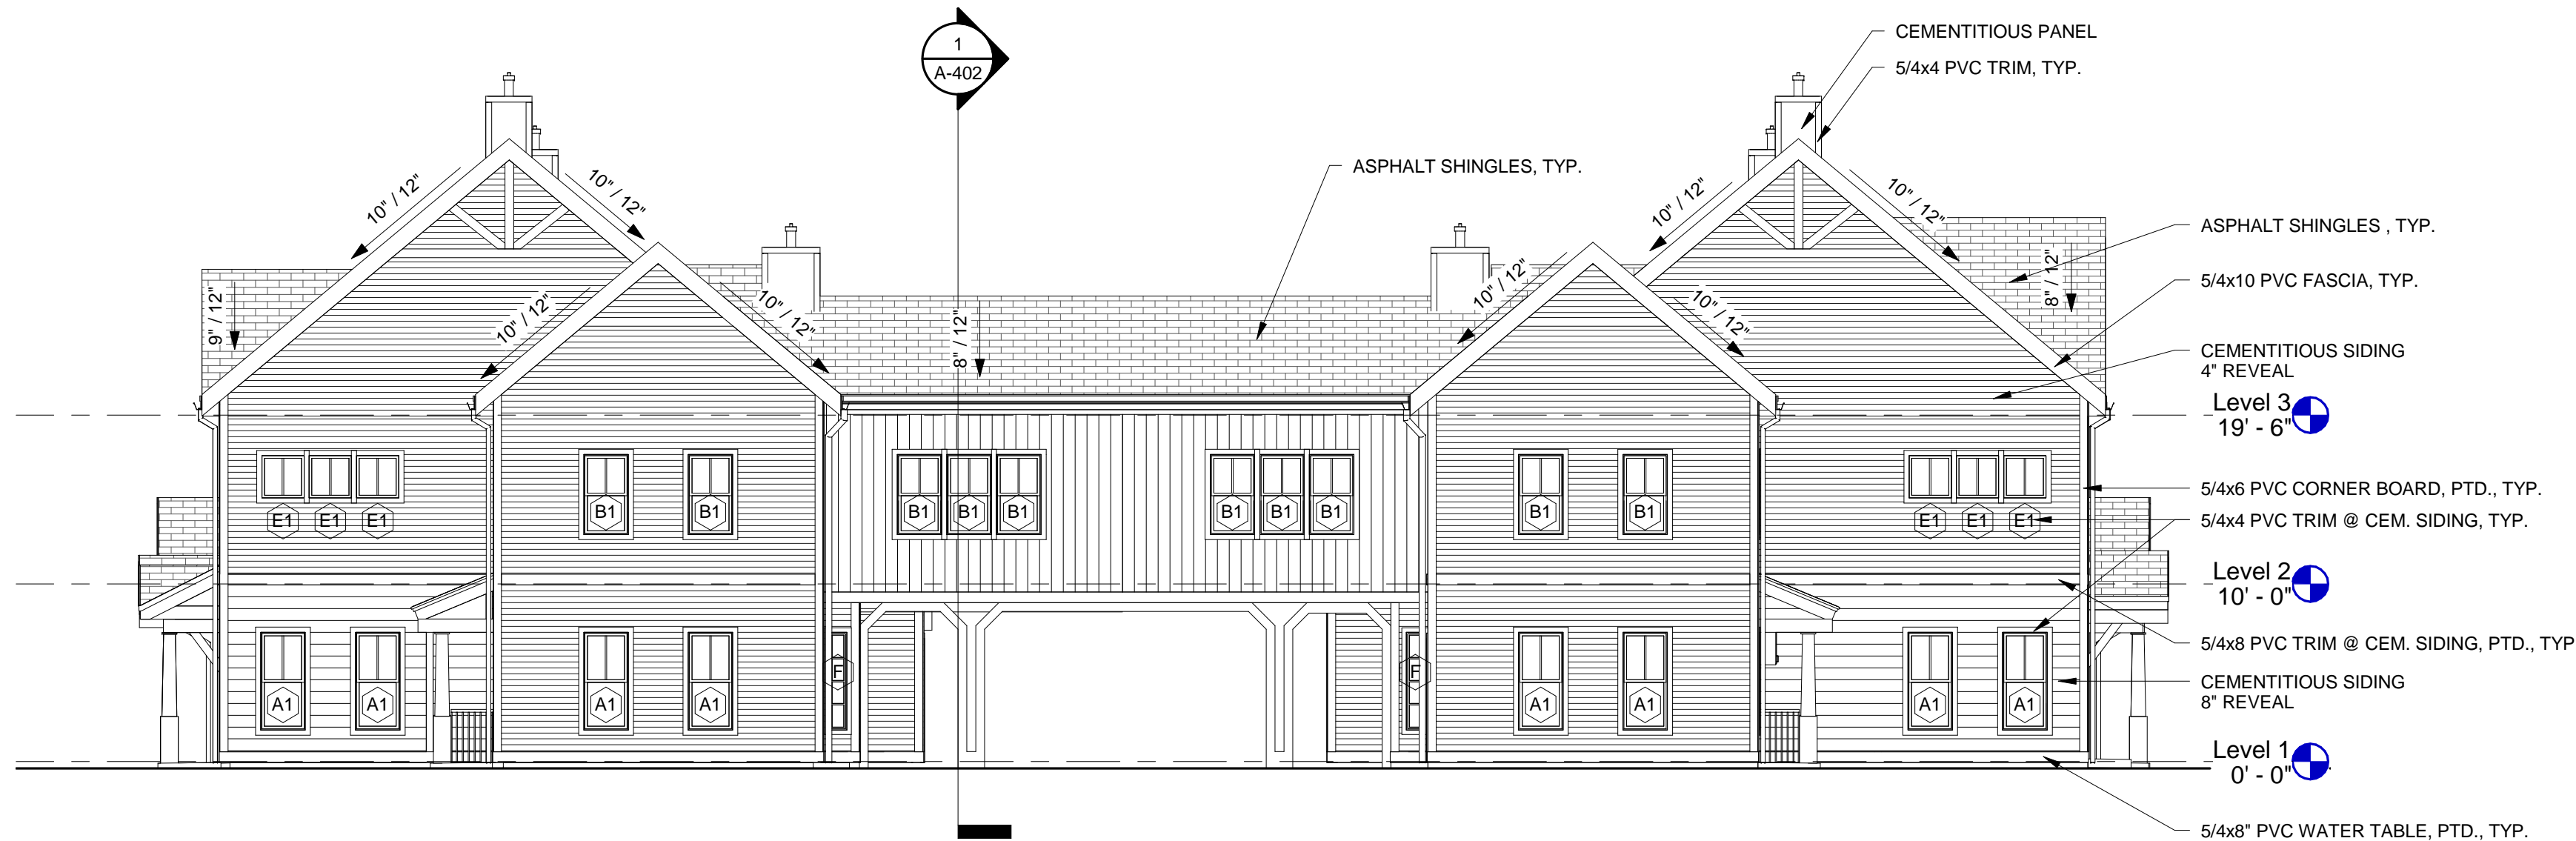 1
A-402
CEMENTITIOUS PANEL
5/4x4 PVC TRIM, TYP.
ASPHALT SHINGLES, TYP.
10" / 12"
10" / 12"
10" / 12"
10" / 12"
ASPHALT SHINGLES , TYP.
5/4x10 PVC FASCIA, TYP.
9" / 12"
10" / 12"
10" / 12"
8" / 12"
10" / 12"
10" / 12"
8" / 12"
CEMENTITIOUS SIDING
4" REVEAL
Level 3
19' - 6"
5/4x6 PVC CORNER BOARD, PTD., TYP.
E1 E1 E1 B1 B1 B1 B1 B1 B1 B1 B1 B1 B1 E1 E1 E1
5/4x4 PVC TRIM @ CEM. SIDING, TYP.
Level 2
10' - 0"
5/4x8 PVC TRIM @ CEM. SIDING, PTD., TYP
F F
CEMENTITIOUS SIDING
8" REVEAL
A1 A1 A1 A1 A1 A1 A1 A1
Level 1
0' - 0"
5/4x8" PVC WATER TABLE, PTD., TYP.